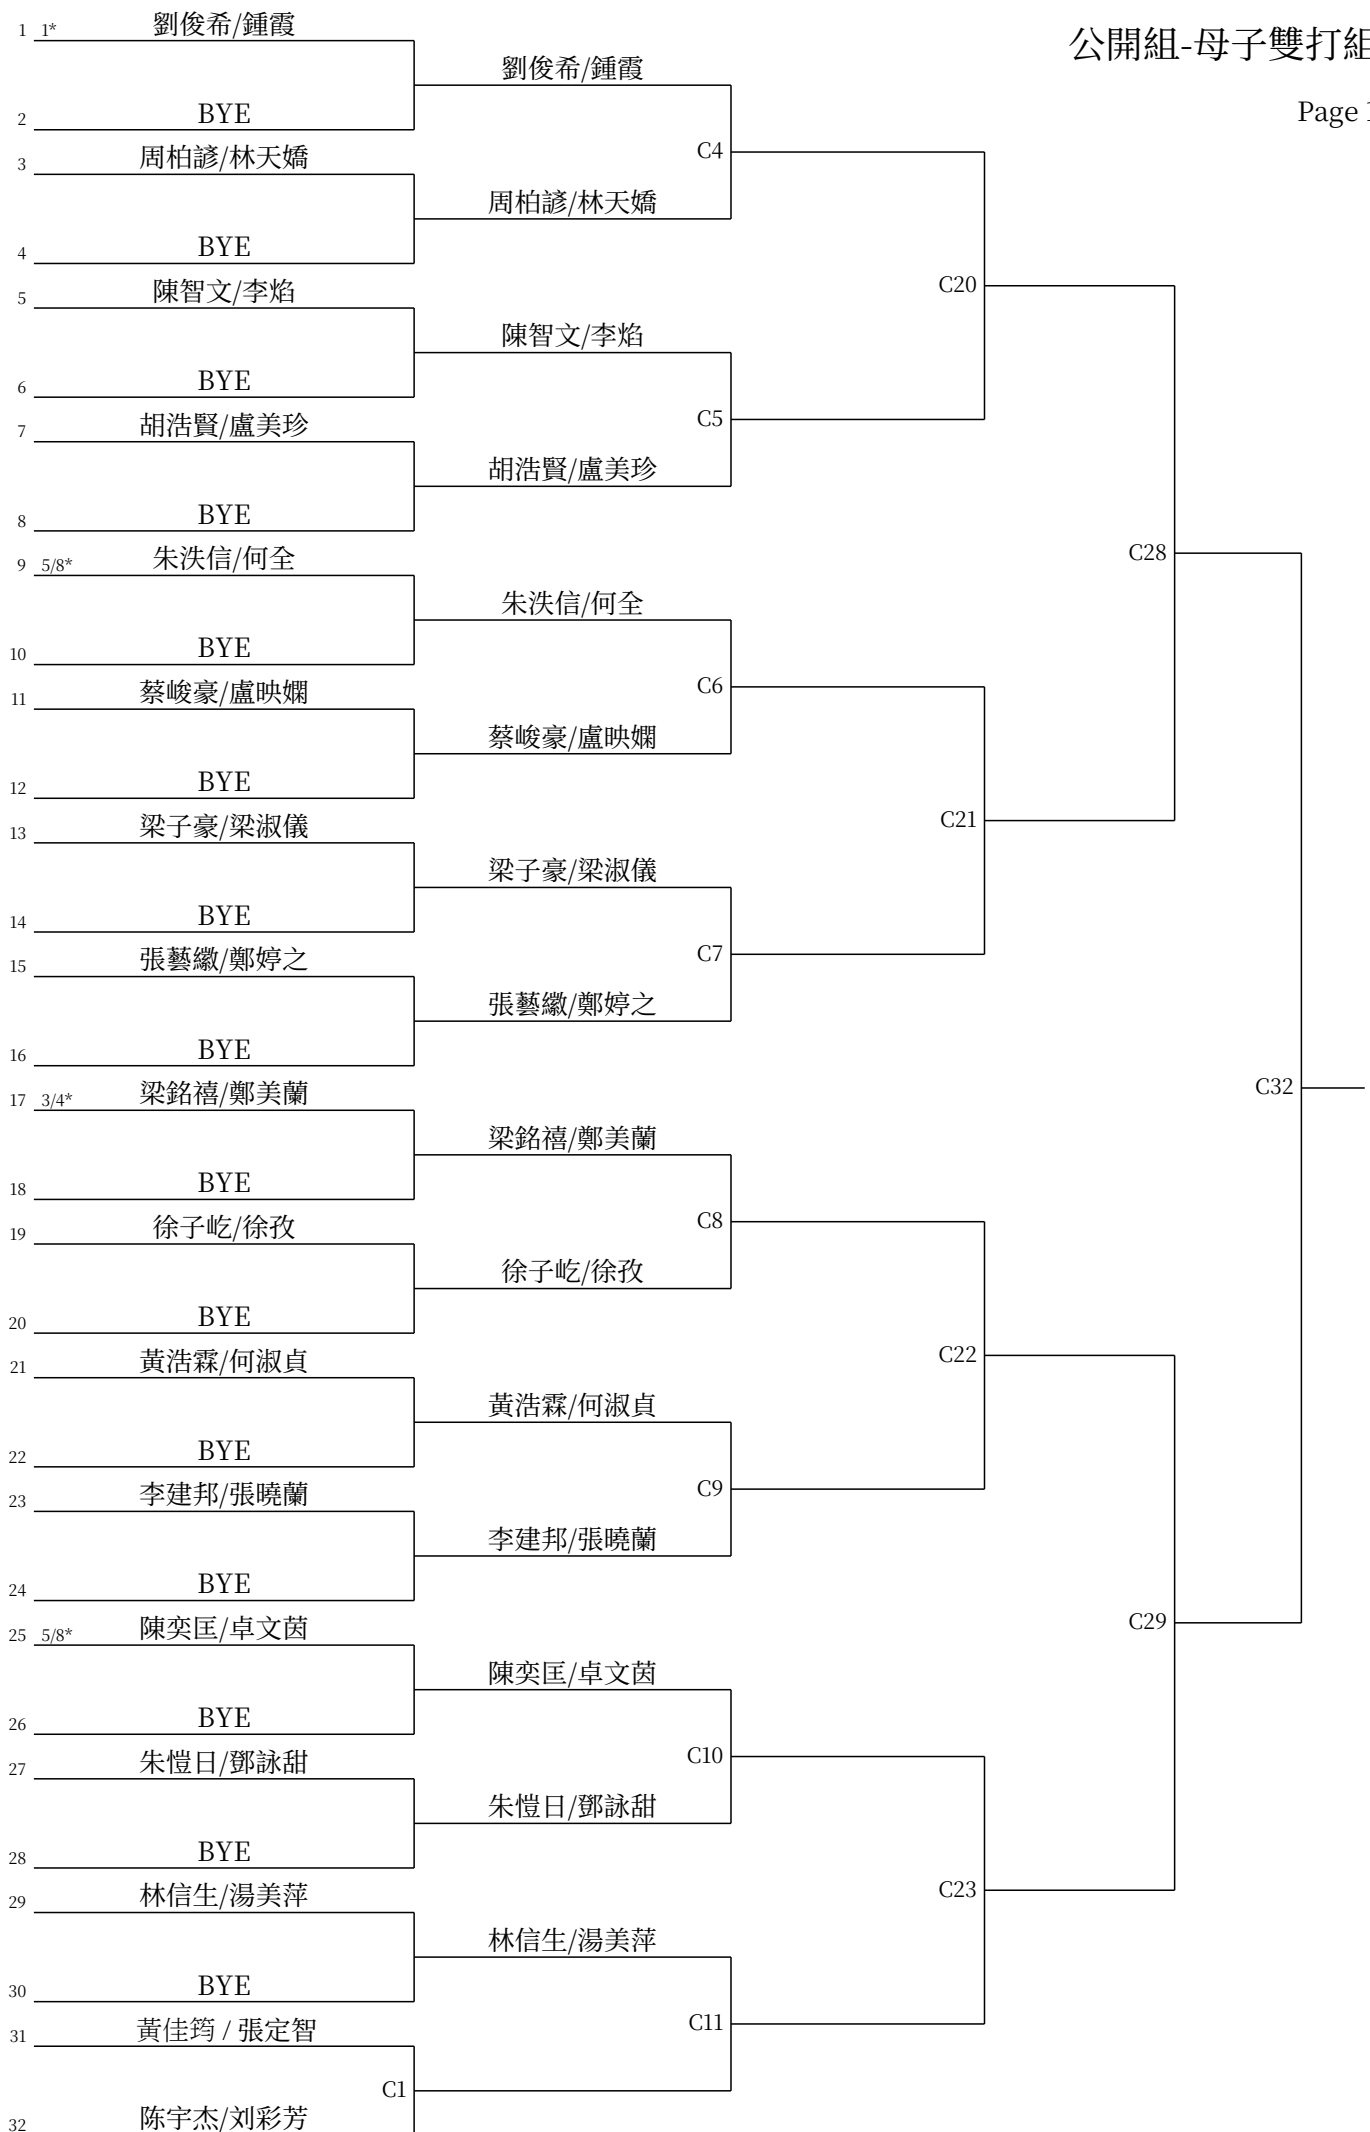 公開組-母子雙打組
Page 1
1 1* 劉俊希/鍾霞
劉俊希/鍾霞
2 BYE
3 周柏諺/林天嬌
C4
周柏諺/林天嬌
4 BYE
C20
5 陳智文/李焰
陳智文/李焰
6 BYE
7 胡浩賢/盧美珍
C5
胡浩賢/盧美珍
8 BYE
C28
9 5/8* 朱泆信/何全
朱泆信/何全
10 BYE
11 蔡峻豪/盧映嫻
C6
蔡峻豪/盧映嫻
12 BYE
C21
13 梁子豪/梁淑儀
梁子豪/梁淑儀
14 BYE
15 張藝繳/鄭婷之
C7
張藝繳/鄭婷之
16 BYE
C32
17 3/4* 梁銘禧/鄭美蘭
梁銘禧/鄭美蘭
18 BYE
19 徐子屹/徐孜
C8
徐子屹/徐孜
20 BYE
C22
21 黃浩霖/何淑貞
黃浩霖/何淑貞
22 BYE
23 李建邦/張曉蘭
C9
李建邦/張曉蘭
24 BYE
C29
25 5/8* 陳奕匡/卓文茵
陳奕匡/卓文茵
26 BYE
27 朱愷日/鄧詠甜
C10
朱愷日/鄧詠甜
28 BYE
C23
29 林信生/湯美萍
林信生/湯美萍
30 BYE
31 黃佳筠 / 張定智
C11
C1
32 陈宇杰/刘彩芳